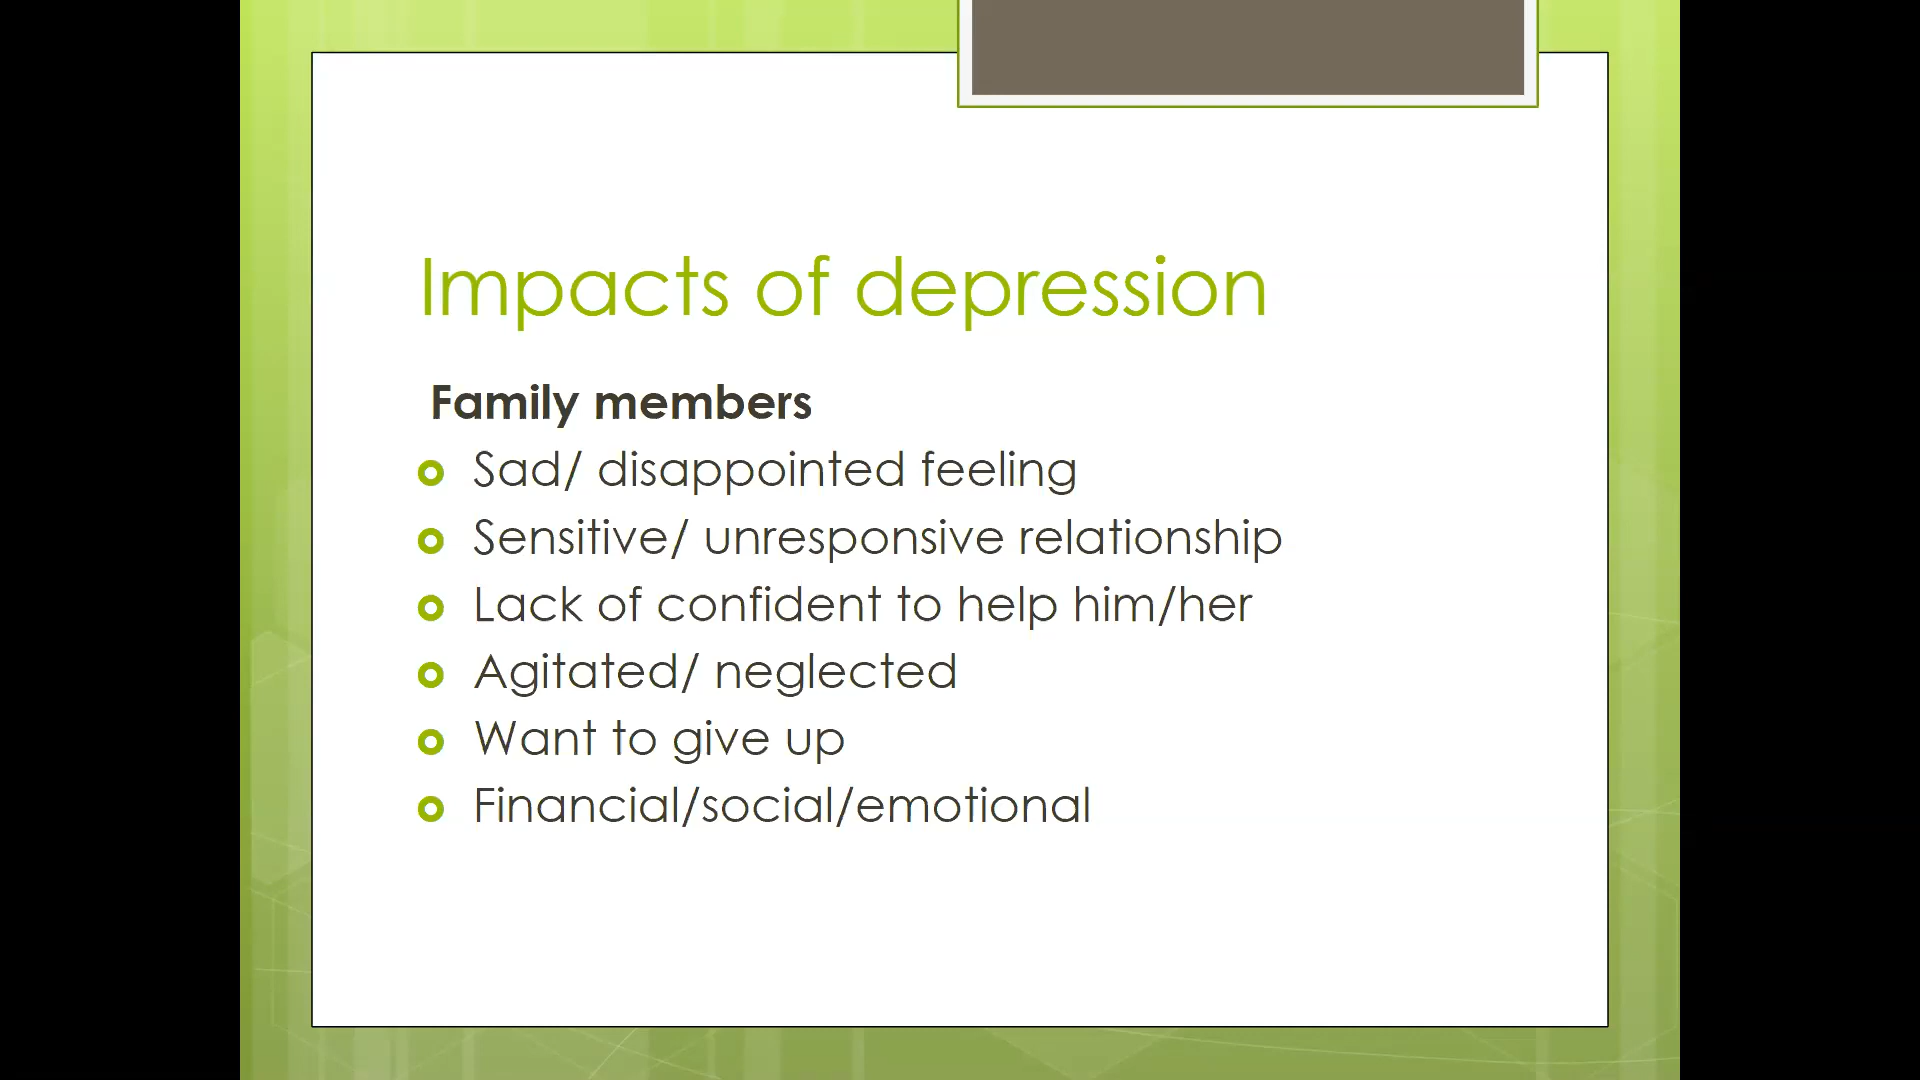 Impacts of depression
Family members
Sad/ disappointed feeling
Sensitive/ unresponsive relationship
Lack of confident to help him/her
Agitated/ neglected
Want to give up
Financial/social/emotional